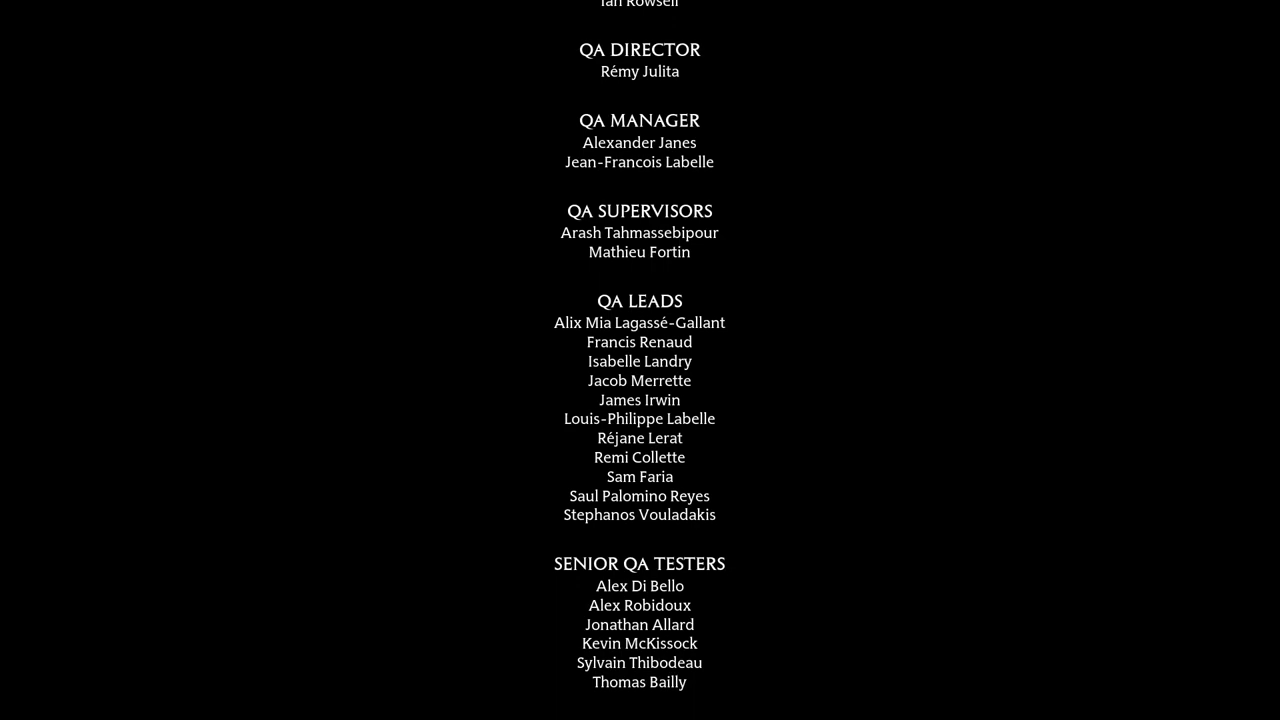 Ian Rowsell
QA DIRECTOR
Rémy Julita
QA MANAGER
Alexander Janes
Jean-Francois Labelle
QA SUPERVISORS
Arash Tahmassebipour
Mathieu Fortin
QA LEADS
Alix Mia Lagassé-Gallant
Francis Renaud
Isabelle Landry
Jacob Merrette
James Irwin
Louis-Philippe Labelle
Réjane Lerat
Remi Collette
Sam Faria
Saul Palomino Reyes
Stephanos Vouladakis
SENIOR QA TESTERS
Alex Di Bello
Alex Robidoux
Jonathan Allard
Kevin McKissock
Sylvain Thibodeau
Thomas Bailly